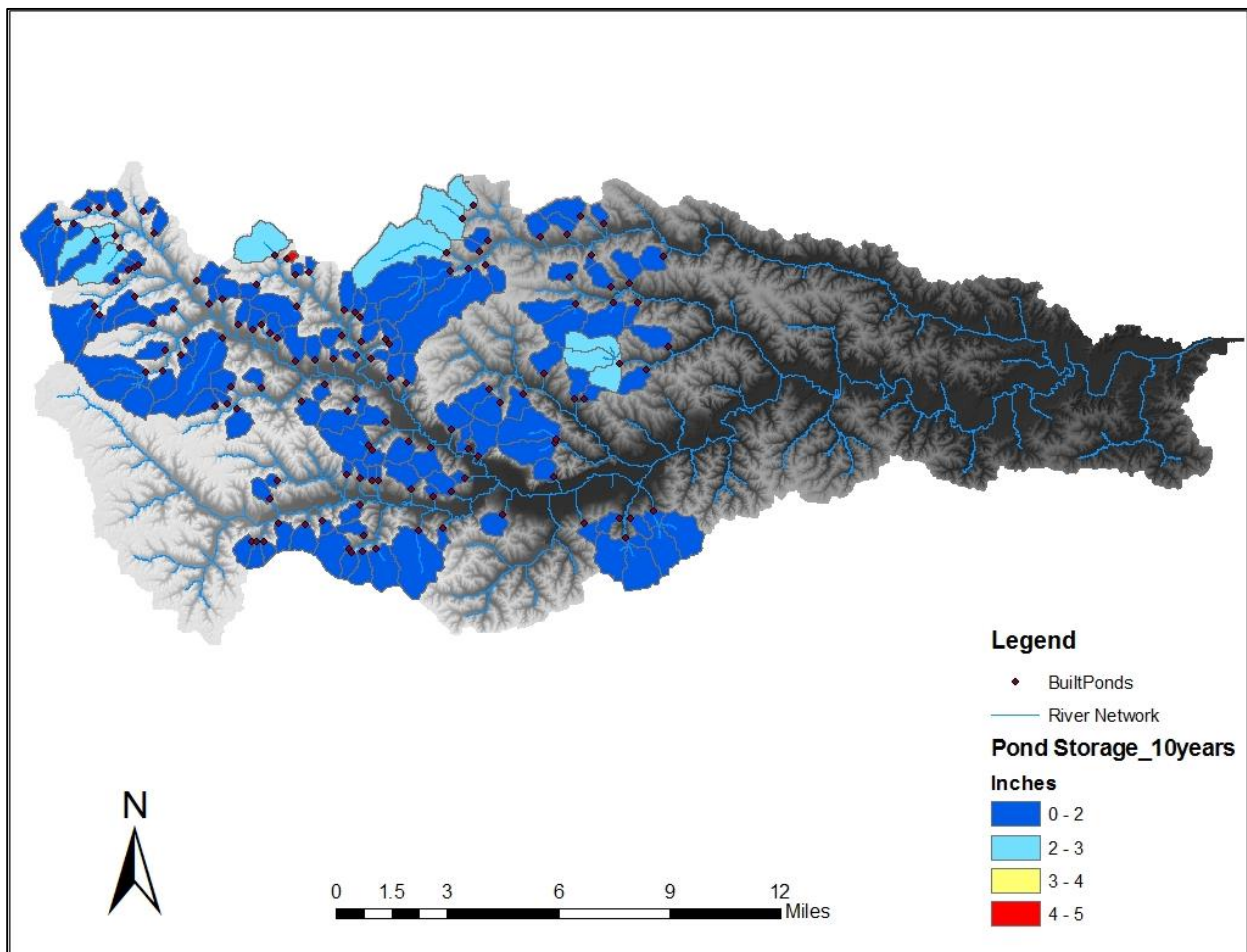 Legend
BuiltPonds
River Network
Pond Storage_10years
Inches
0 - 2
2 - 3
3 - 4
4 - 5
N
0 1.5 3 6 9 12
Miles